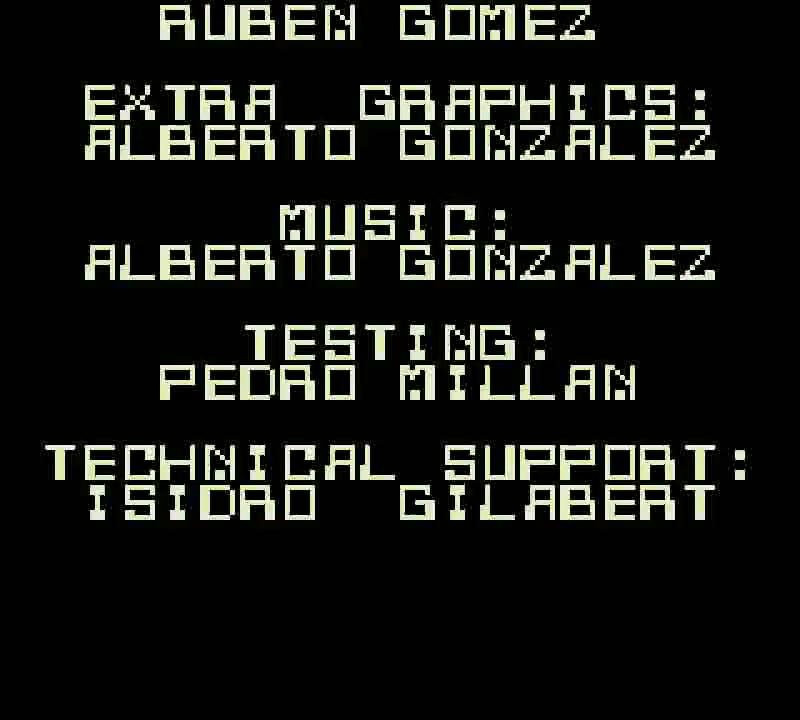 RUBEN GOMEZ
EXTRA GRAPHICS:
ALBERTO GONZALEZ
MUSIC:
ALBERTO GONZALEZ
TESTING:
PEDRO MILLAN
TECHNICAL SUPPORT:
ISIDRO GILABERT